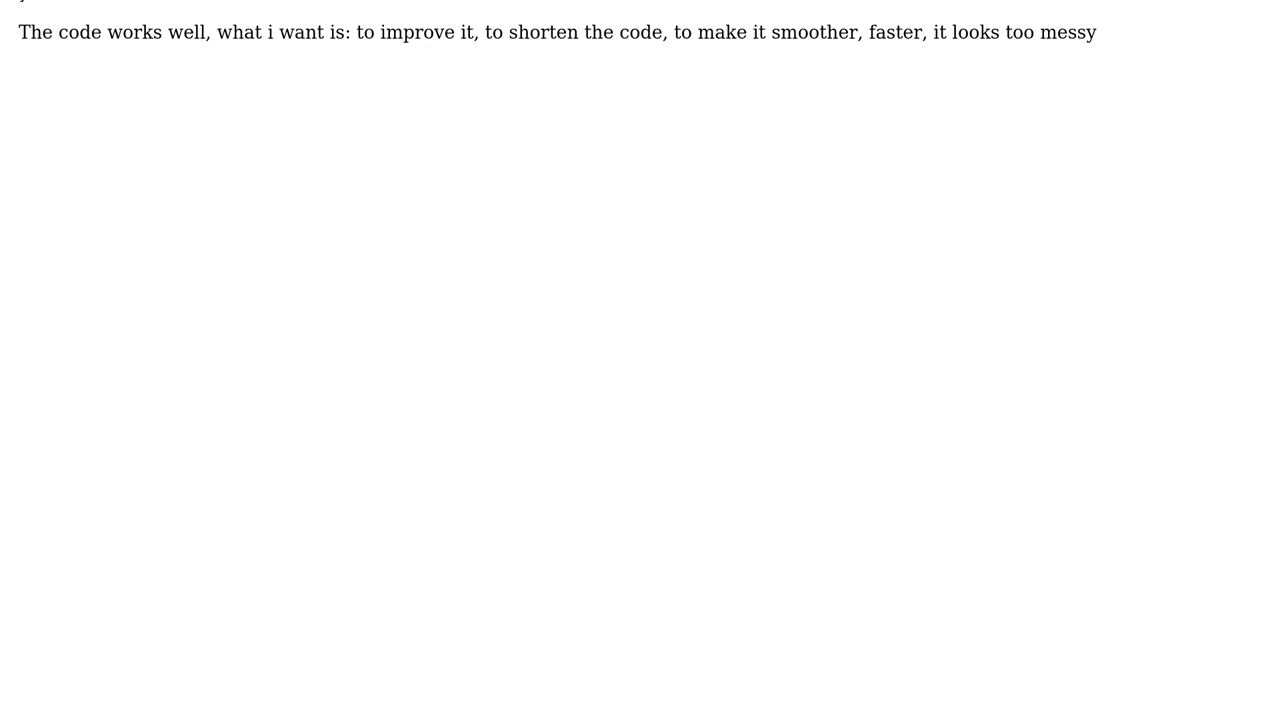 The code works well, what i want is: to improve it, to shorten the code, to make it smoother, faster, it looks too messy